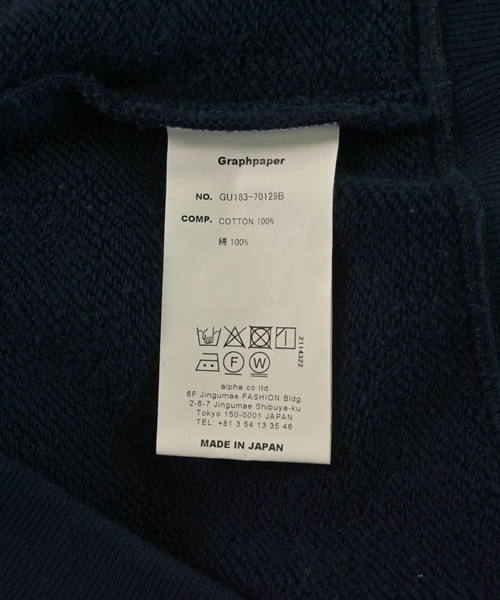 Graphpaper
NO. GU183-70129B
COMP. COTTON 100%
綿 100%
2114322
F W
alpha co ltd.
6F Jingumae FASHION Bldg.
2-6-7 Jingumae Shibuya-ku
Tokyo 150-0001 JAPAN
TEL: +81 3 54 13 35 46
MADE IN JAPAN